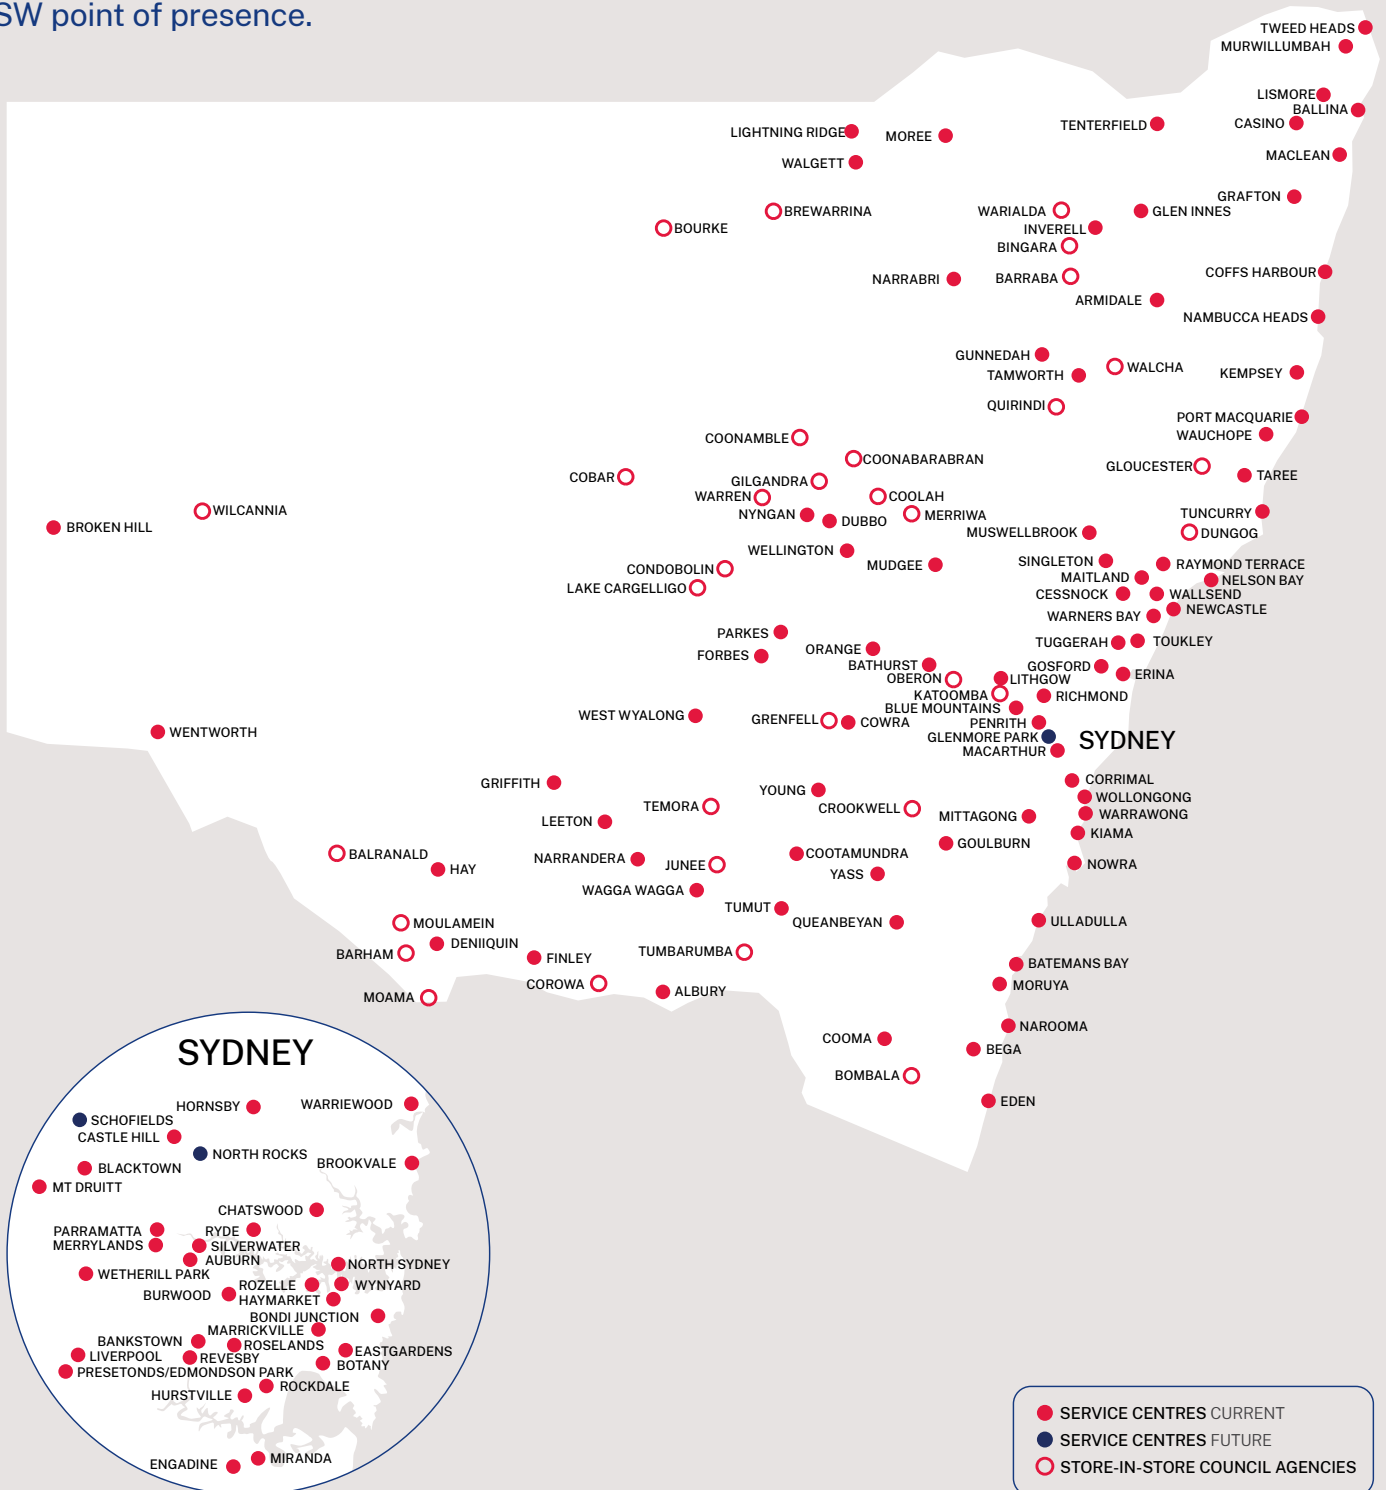 SW point of presence.
TWEED HEADS
MURWILLUMBAH
LISMORE
BALLINA
CASINO
TENTERFIELD
LIGHTNING RIDGE
MOREE
WALGETT
MACLEAN
GRAFTON
BREWARRINA
WARIALDA
GLEN INNES
BOURKE
INVERELL
BINGARA
COFFS HARBOUR
NARRABRI
BARRABA
ARMIDALE
NAMBUCCA HEADS
GUNNEDAH
WALCHA
TAMWORTH
KEMPSEY
QUIRINDI
PORT MACQUARIE
WAUCHOPE
COONAMBLE
COONABARABRAN
GLOUCESTER
TAREE
COBAR
GILGANDRA
WARREN
COOLAH
WILCANNIA
NYNGAN
DUBBO
MERRIWA
TUNCURRY
BROKEN HILL
MUSWELLBROOK
DUNGOG
WELLINGTON
MUDGEE
SINGLETON
RAYMOND TERRACE
CONDOBOLIN
MAITLAND
NELSON BAY
LAKE CARGELLIGO
CESSNOCK
WALLSEND
NEWCASTLE
WARNERS BAY
PARKES
TUGGERAH
TOUKLEY
FORBES
ORANGE
BATHURST
GOSFORD
ERINA
OBERON
LITHGOW
KATOOMBA
RICHMOND
BLUE MOUNTAINS
WEST WYALONG
GRENFELL
COWRA
PENRITH
WENTWORTH
GLENMORE PARK
SYDNEY
MACARTHUR
GRIFFITH
YOUNG
CORRIMAL
WOLLONGONG
TEMORA
CROOKWELL
MITTAGONG
WARRAWONG
LEETON
KIAMA
GOULBURN
BALRANALD
NARRANDERA
COOTAMUNDRA
HAY
JUNEE
YASS
NOWRA
WAGGA WAGGA
TUMUT
QUEANBEYAN
ULLADULLA
MOULAMEIN
DENIIQUIN
BARHAM
FINLEY
TUMBARUMBA
BATEMANS BAY
COROWA
ALBURY
MORUYA
MOAMA
NAROOMA
COOMA
BEGA
BOMBALA
EDEN
SYDNEY
HORNSBY
WARRIEWOOD
SCHOFIELDS
CASTLE HILL
NORTH ROCKS
BROOKVALE
BLACKTOWN
MT DRUITT
CHATSWOOD
PARRAMATTA
RYDE
MERRYLANDS
SILVERWATER
AUBURN
NORTH SYDNEY
WETHERILL PARK
ROZELLE
WYNYARD
BURWOOD
HAYMARKET
BONDI JUNCTION
MARRICKVILLE
BANKSTOWN
ROSELANDS
EASTGARDENS
LIVERPOOL
REVESBY
BOTANY
PRESETONDS/EDMONDSON PARK
ROCKDALE
HURSTVILLE
MIRANDA
ENGADINE
SERVICE CENTRES CURRENT
SERVICE CENTRES FUTURE
STORE-IN-STORE COUNCIL AGENCIES